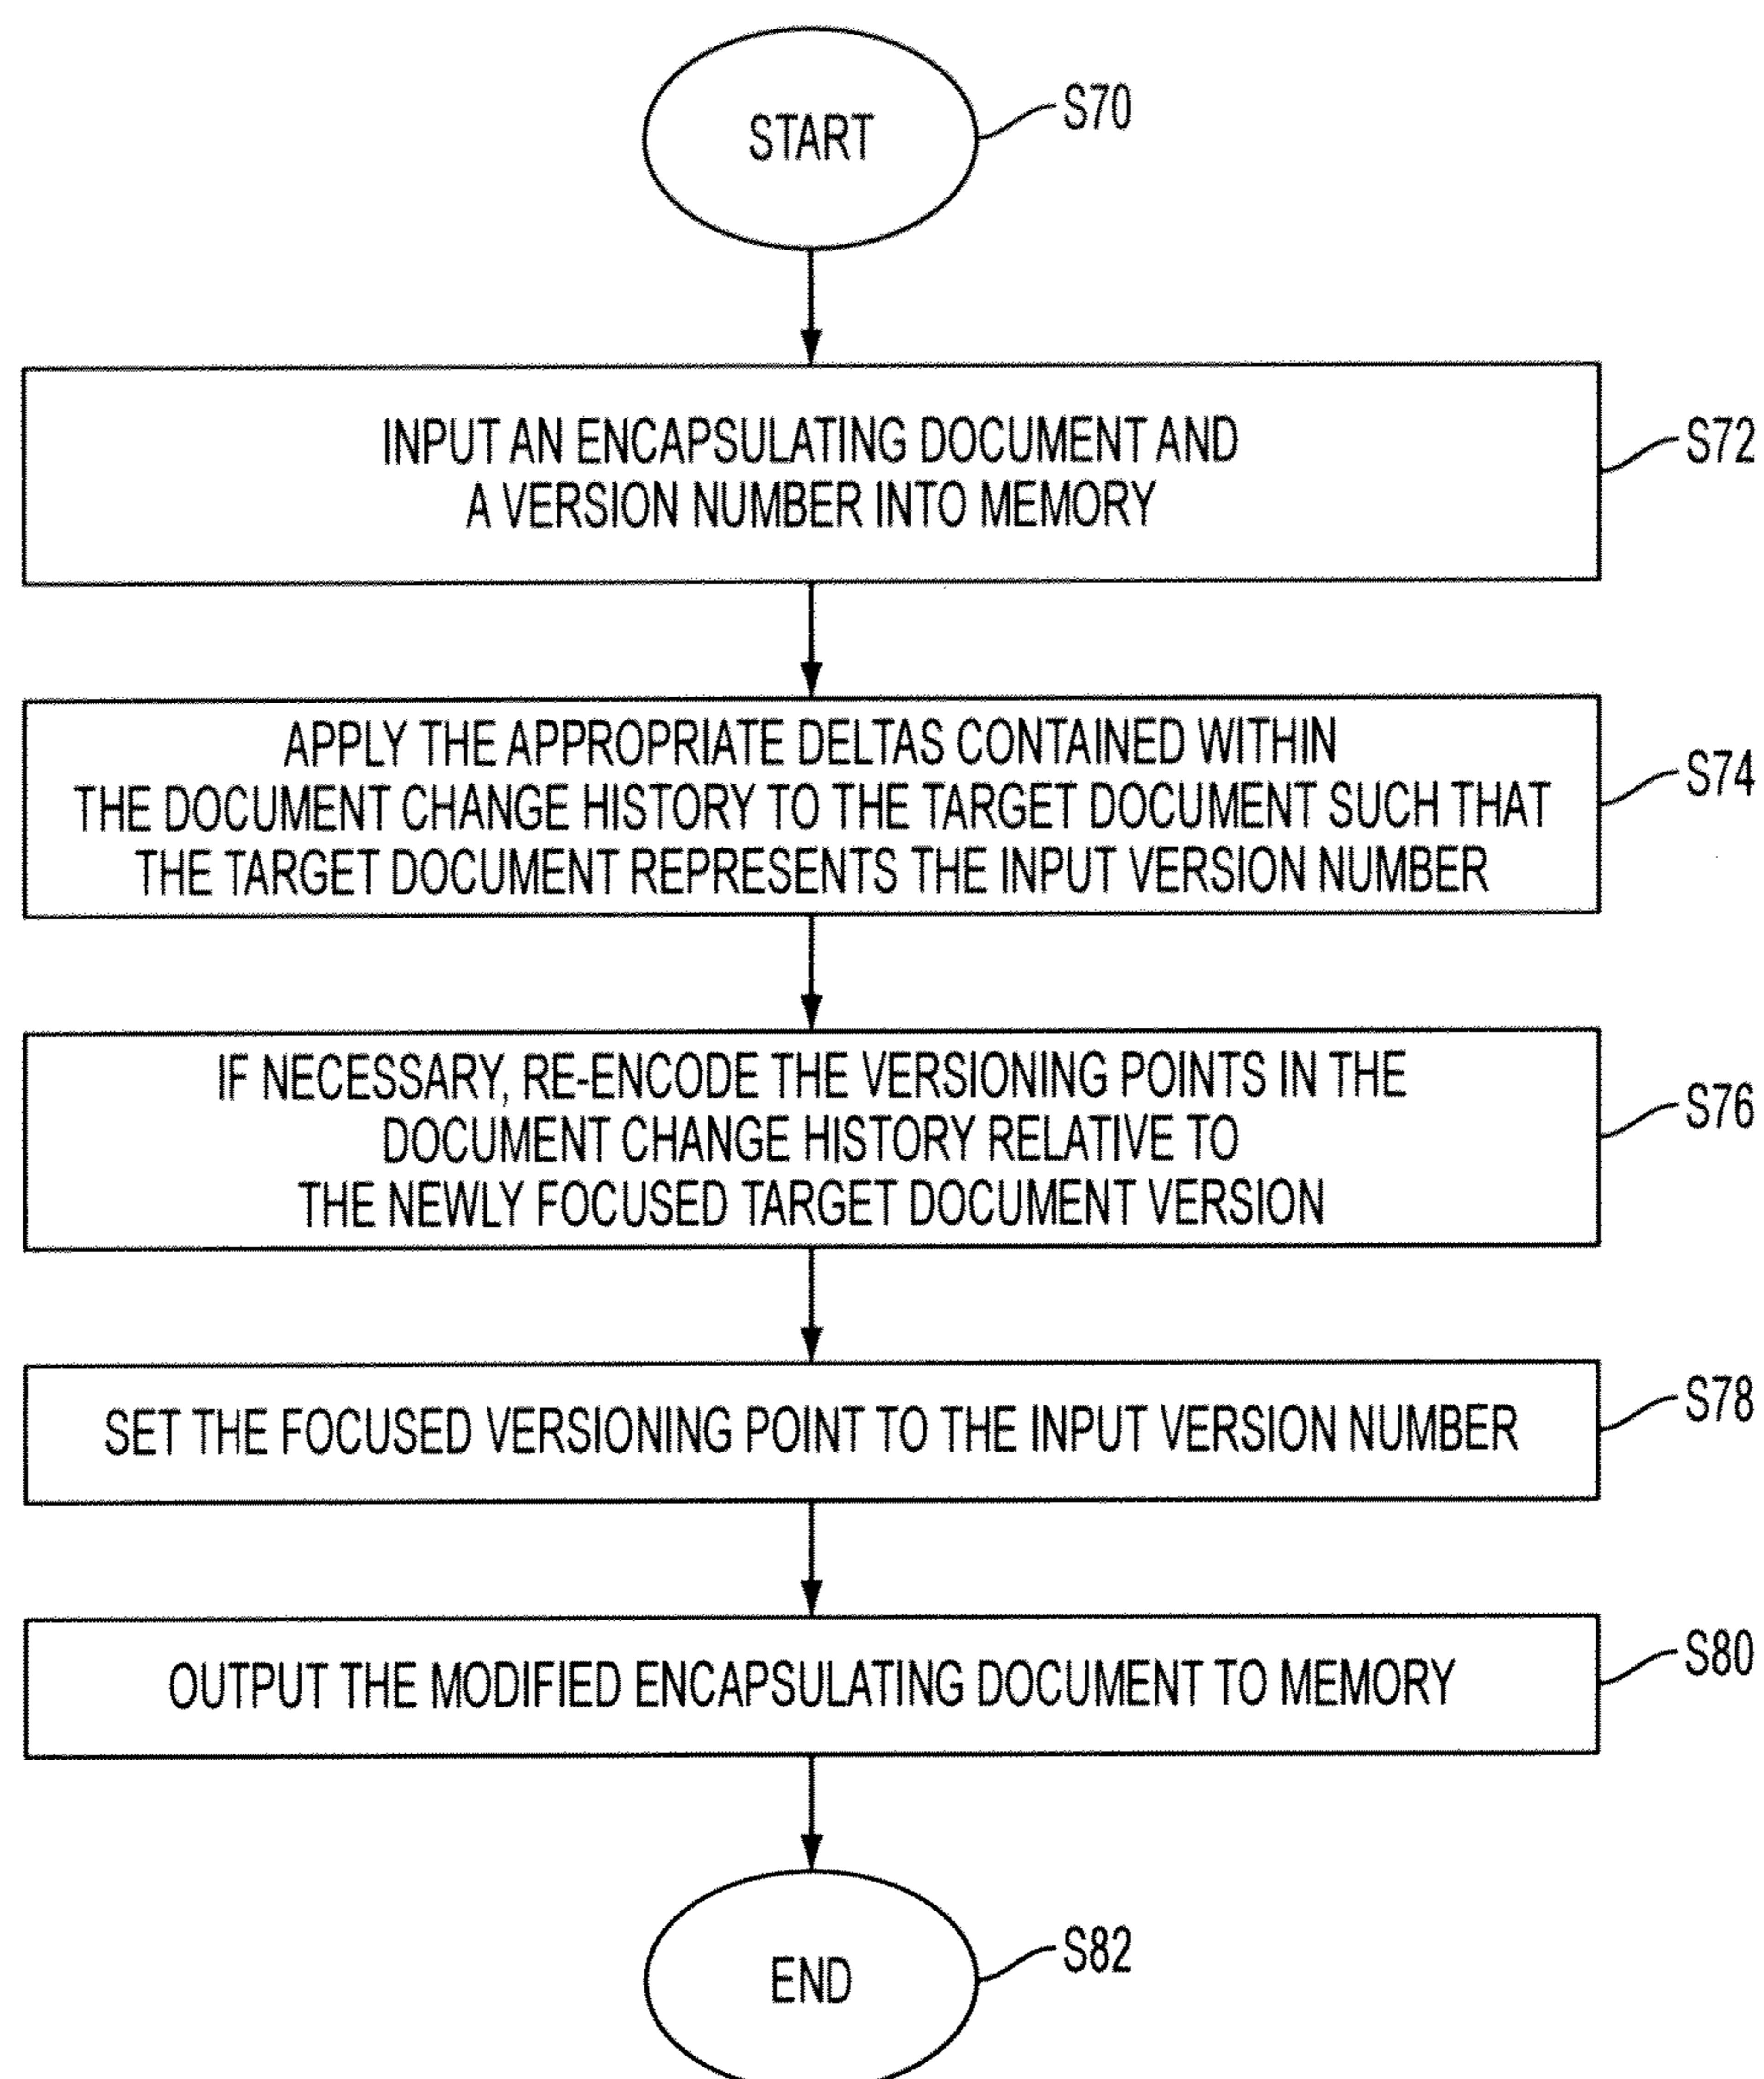 START
S70
INPUT AN ENCAPSULATING DOCUMENT AND
A VERSION NUMBER INTO MEMORY
S72
APPLY THE APPROPRIATE DELTAS CONTAINED WITHIN
THE DOCUMENT CHANGE HISTORY TO THE TARGET DOCUMENT SUCH THAT
THE TARGET DOCUMENT REPRESENTS THE INPUT VERSION NUMBER
S74
IF NECESSARY, RE-ENCODE THE VERSIONING POINTS IN THE
DOCUMENT CHANGE HISTORY RELATIVE TO
THE NEWLY FOCUSED TARGET DOCUMENT VERSION
S76
SET THE FOCUSED VERSIONING POINT TO THE INPUT VERSION NUMBER
S78
OUTPUT THE MODIFIED ENCAPSULATING DOCUMENT TO MEMORY
S80
END
S82